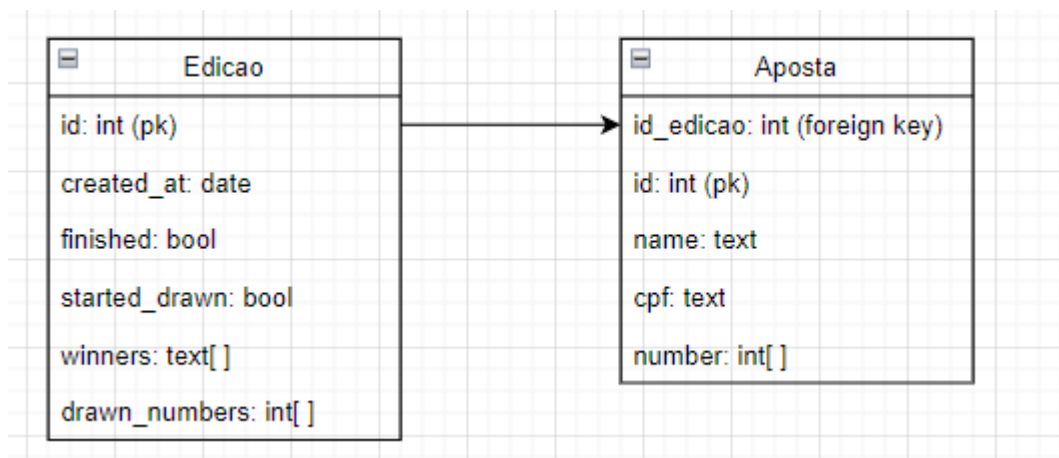 Edicao
id: int (pk)
created_at: date
finished: bool
started_drawn: bool
winners: text[ ]
drawn_numbers: int[ ]
Aposta
id_edicao: int (foreign key)
id: int (pk)
name: text
cpf: text
number: int[ ]